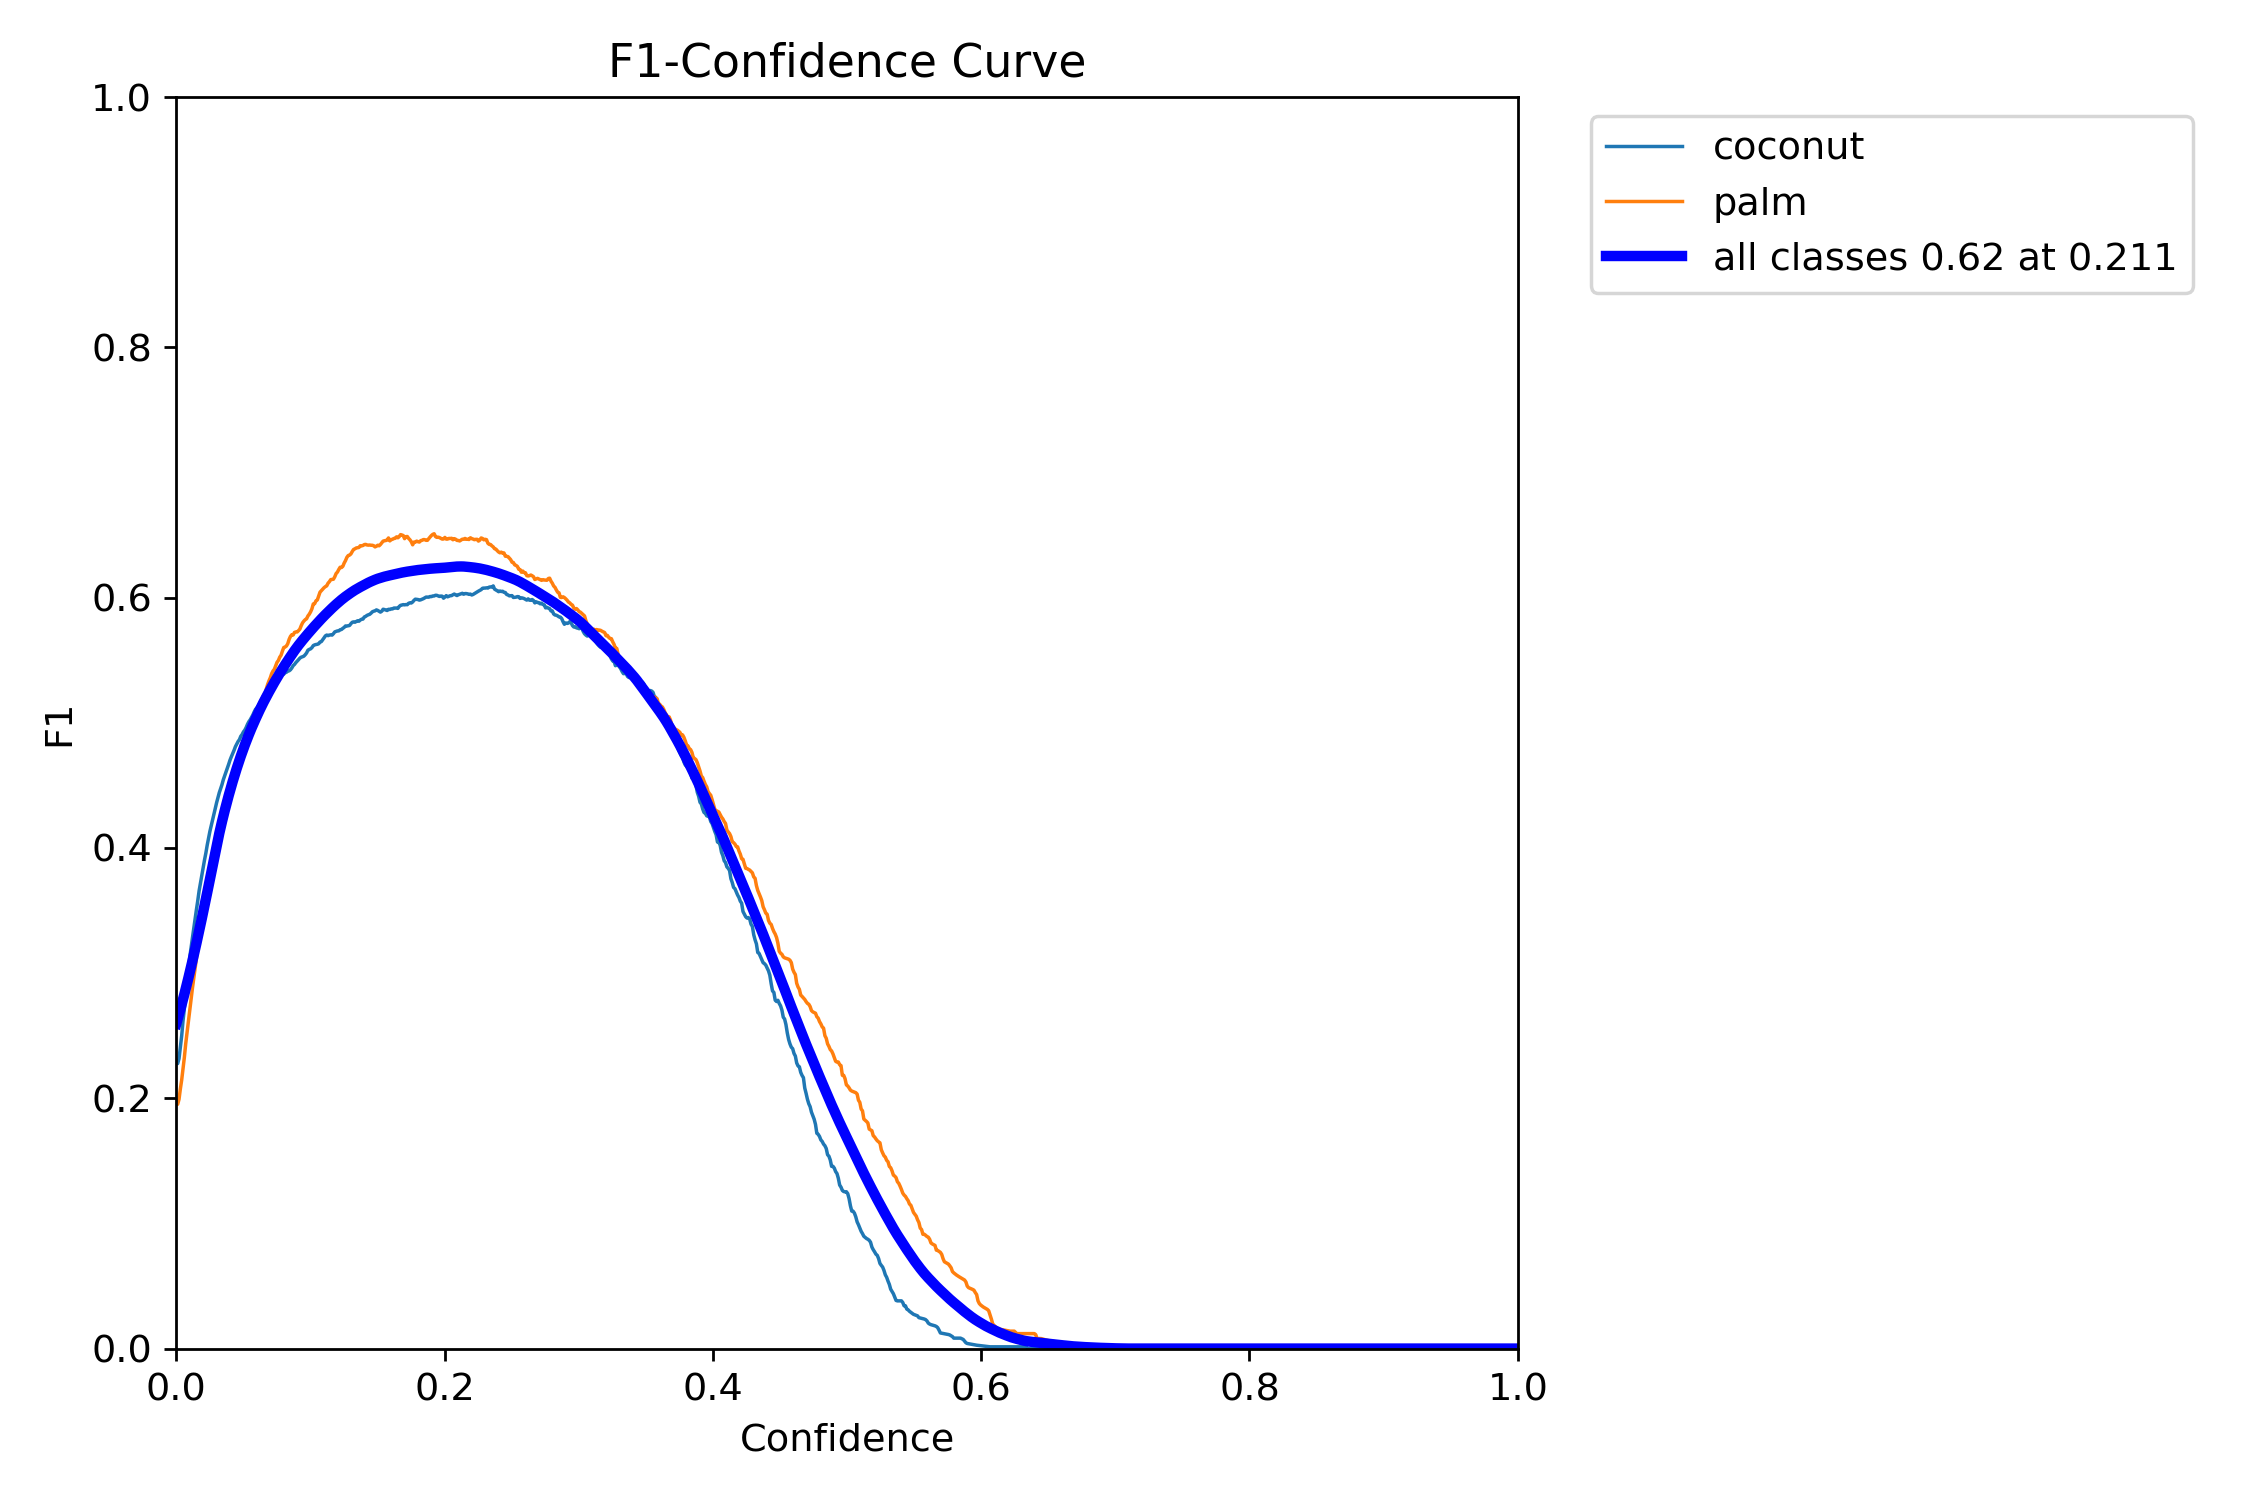 F1-Confidence Curve
1.0
0.8
0.6
0.4
0.2
0.0
F1
0.0 0.2 0.4 0.6 0.8 1.0
Confidence
coconut
palm
all classes 0.62 at 0.211